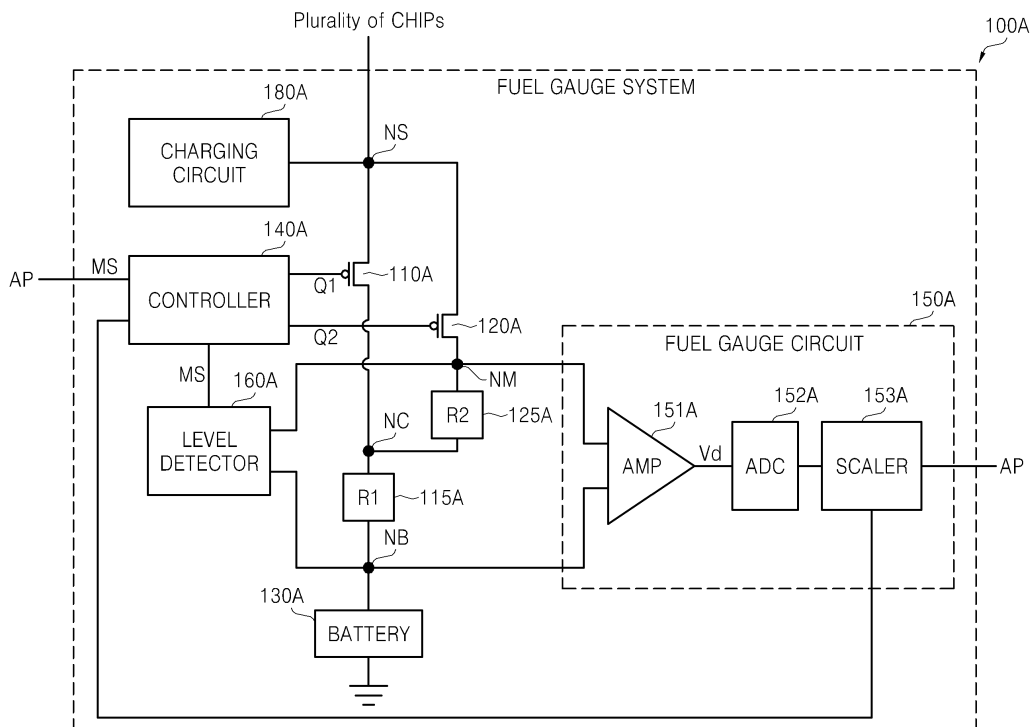 Plurality of CHIPs
100A
FUEL GAUGE SYSTEM
180A
CHARGING
CIRCUIT
NS
140A
AP
MS
CONTROLLER
Q1
110A
Q2
120A
150A
FUEL GAUGE CIRCUIT
MS
160A
LEVEL
DETECTOR
NM
R2
125A
NC
R1
115A
NB
151A
AMP
Vd
152A
ADC
153A
SCALER
AP
130A
BATTERY